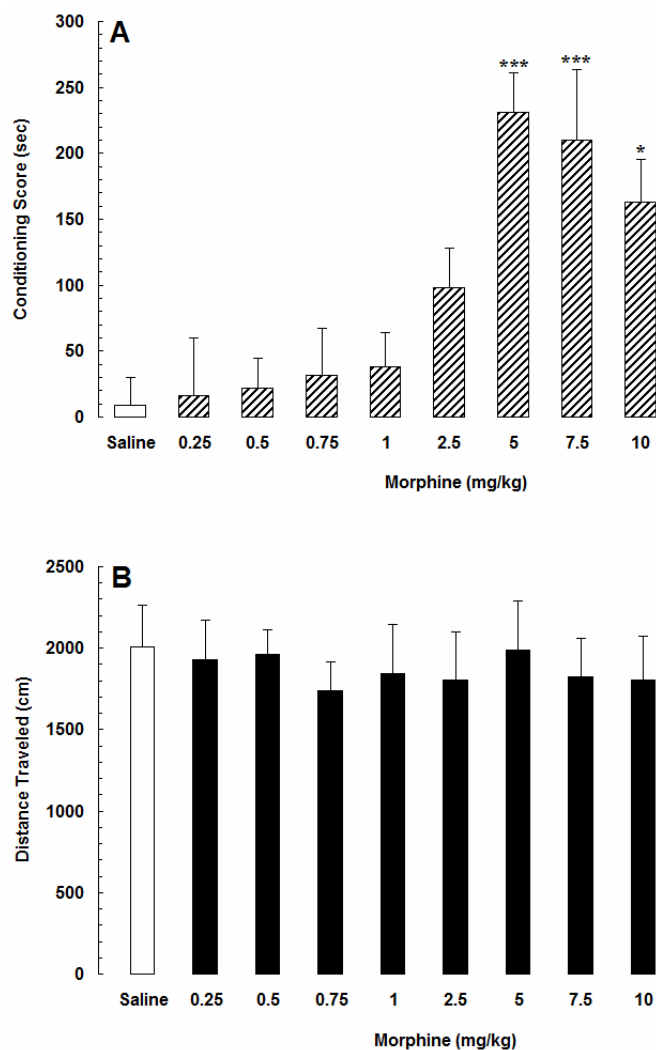 A
300
250
200
150
100
50
0
Conditioning Score (sec)
*** *** *
Saline 0.25 0.5 0.75 1 2.5 5 7.5 10
Morphine (mg/kg)
B
2500
2000
1500
1000
500
0
Distance Traveled (cm)
Saline 0.25 0.5 0.75 1 2.5 5 7.5 10
Morphine (mg/kg)